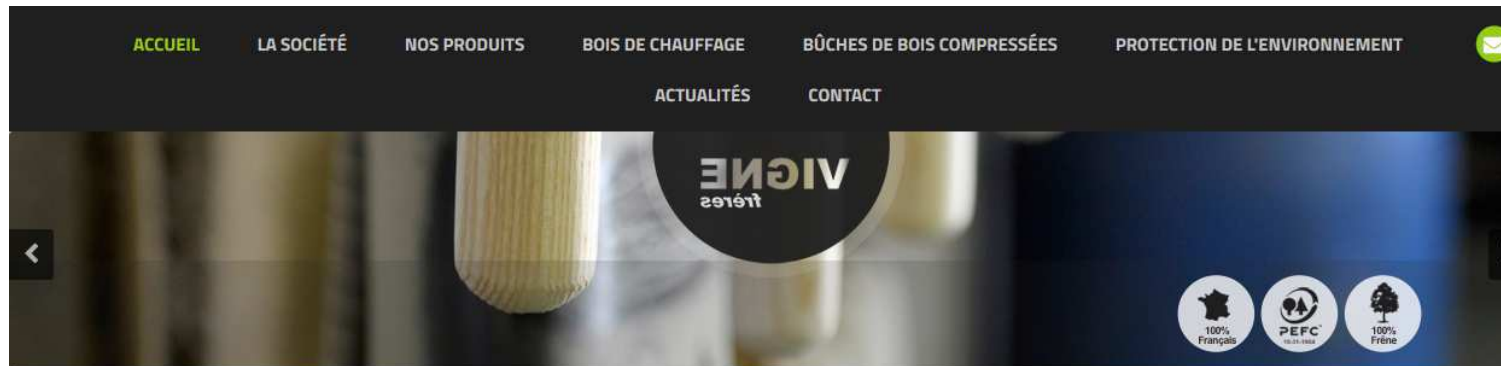 ACCUEIL LA SOCIÉTÉ NOS PRODUITS BOIS DE CHAUFFAGE BÛCHES DE BOIS COMPRESSÉES PROTECTION DE L'ENVIRONNEMENT
ACTUALITÉS CONTACT
VIGNE
frères
100%
Français
PEFC
100%
Frêne